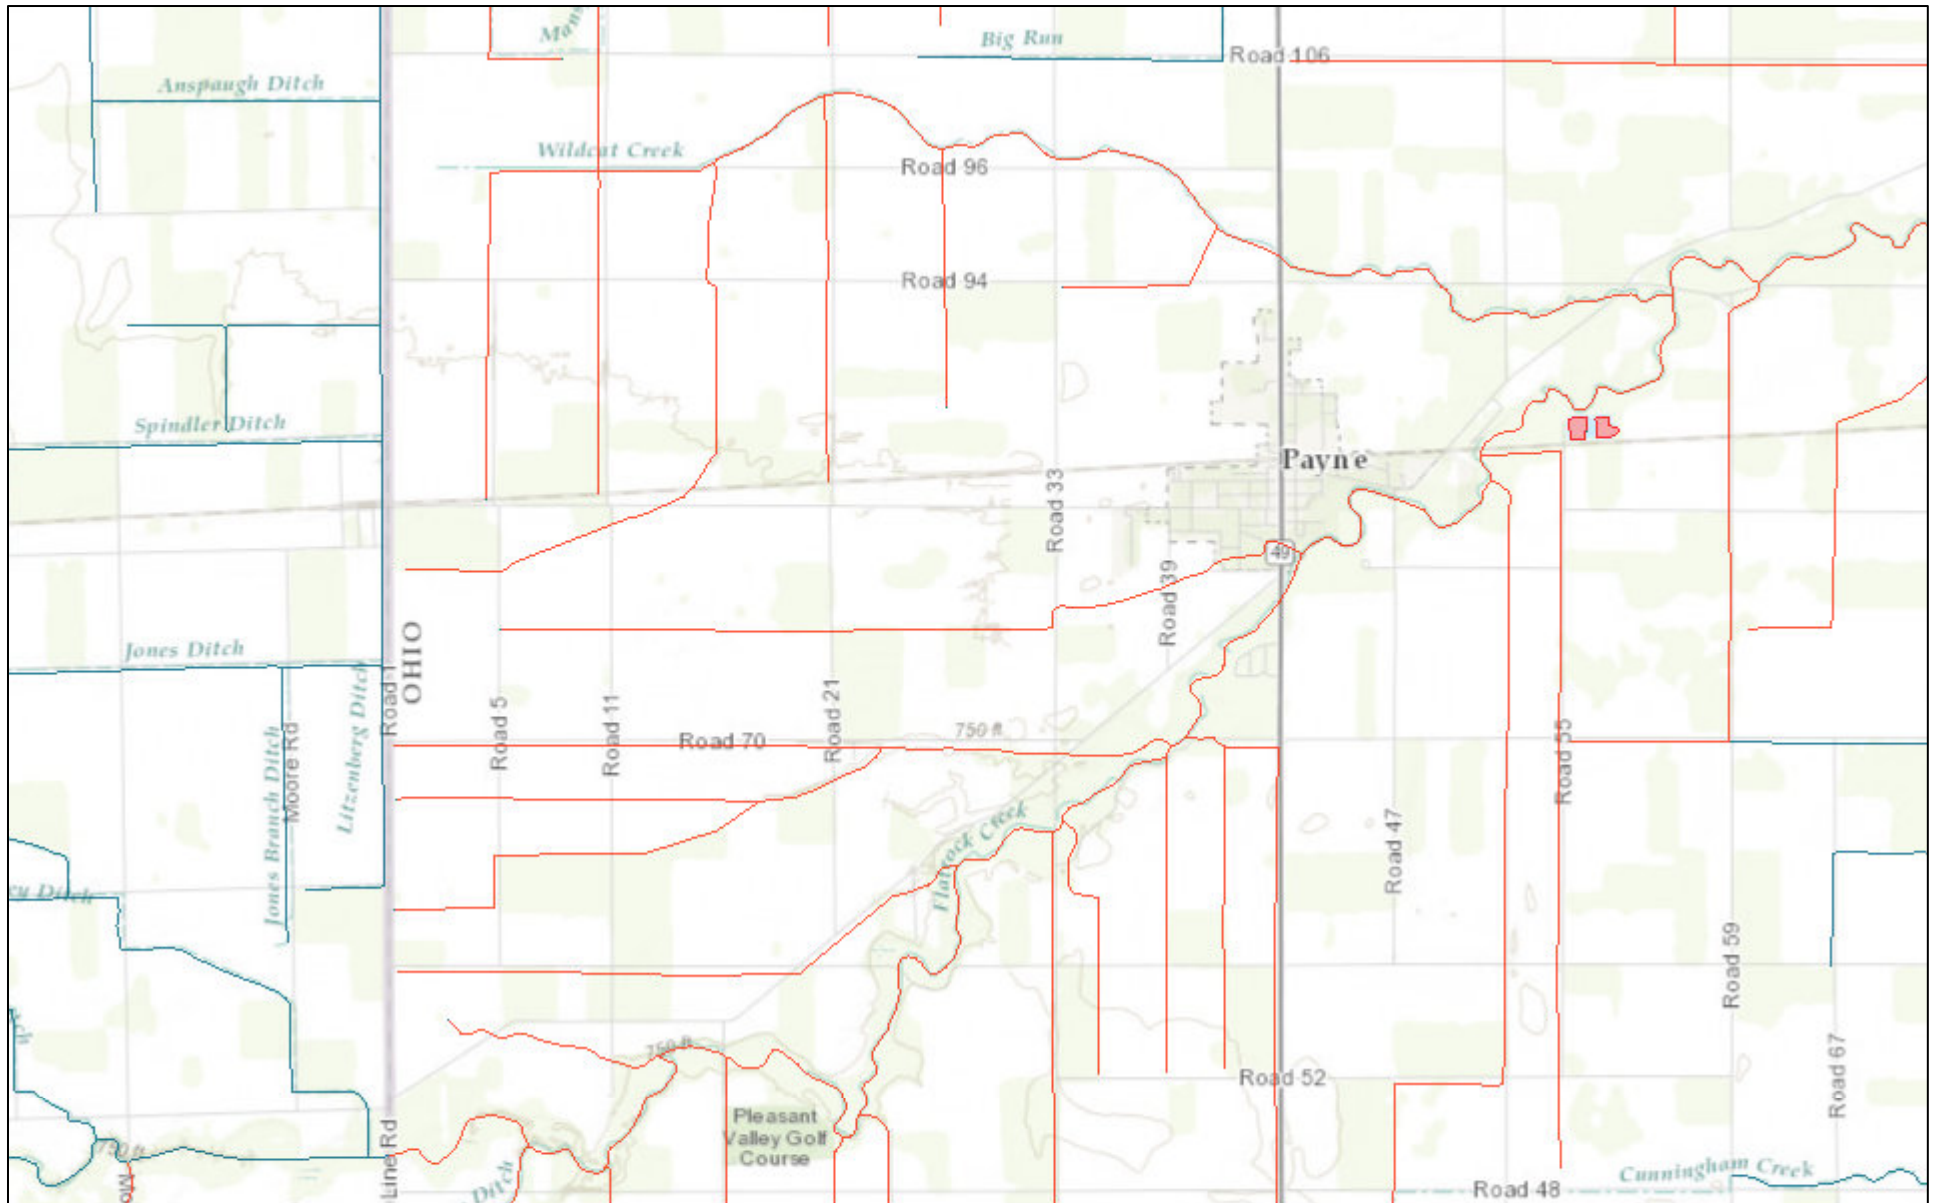 Big Run
Road 106
Anspaugh Ditch
Wildcat Creek
Road 96
Road 94
Spindler Ditch
Payne
Road 33
49
Road 39
Jones Ditch
OHIO
Road 1
Litzenberg Ditch
Moore Rd
Jones Branch Ditch
Road 5
Road 11
Road 70
Road 21
750 ft
Road 55
Road 47
Flatrock Creek
Road 59
Road 67
750 ft
Road 52
Pleasant
Valley Golf
Course
750 ft
Line Rd
Ditch
Cunningham Creek
Road 48